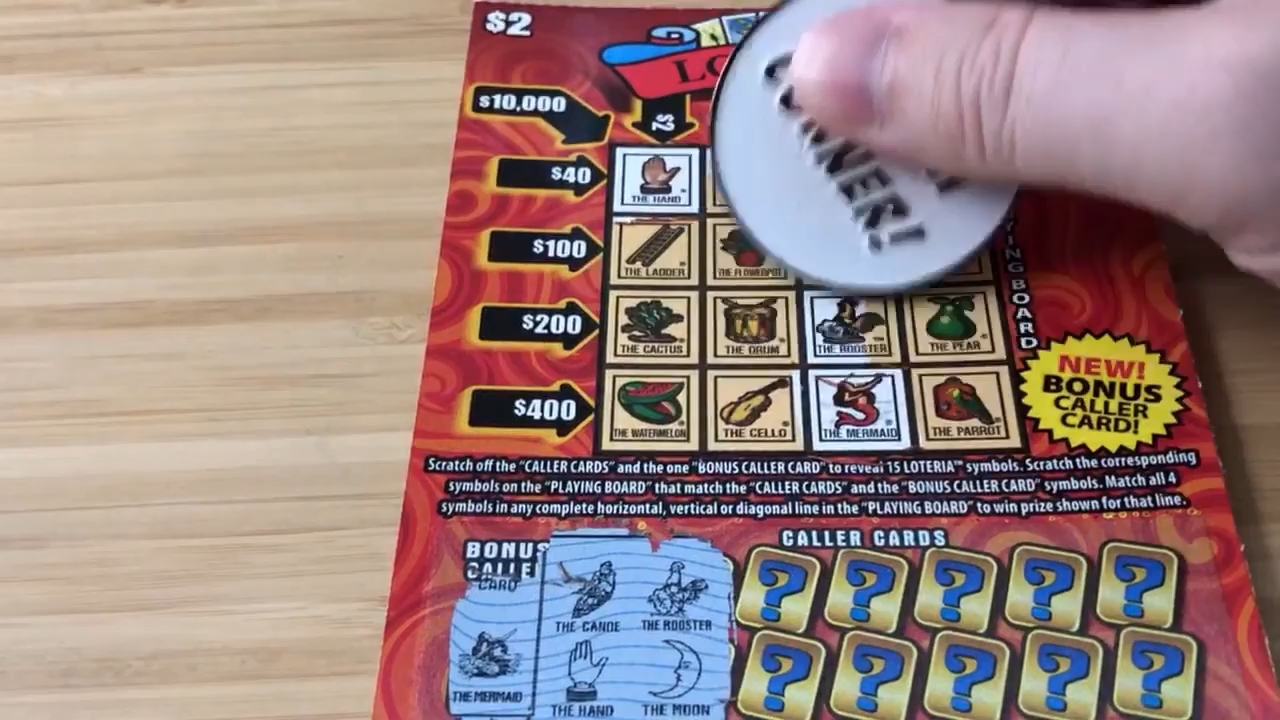 $2
$10,000
$2
$40
THE HAND
$100
THE LADDER
THE FLOWERPOT
$200
THE CACTUS
THE DRUM
THE ROOSTER
THE PEAR
$400
THE WATERMELON
THE CELLO
THE MERMAID
THE PARROT
BOARD
NEW!
BONUS
CALLER
CARD!
Scratch off the "CALLER CARDS" and the one "BONUS CALLER CARD" to reveal 15 LOTERIA™ symbols. Scratch the corresponding
symbols on the "PLAYING BOARD" that match the "CALLER CARDS" and the "BONUS CALLER CARD" symbols. Match all 4
symbols in any complete horizontal, vertical or diagonal line in the "PLAYING BOARD" to win prize shown for that line.
BONUS
CALLE
CARD
THE MERMAID
THE CANOE
THE ROOSTER
THE HAND
THE MOON
CALLER CARDS
? ? ? ? ?
? ? ? ? ?